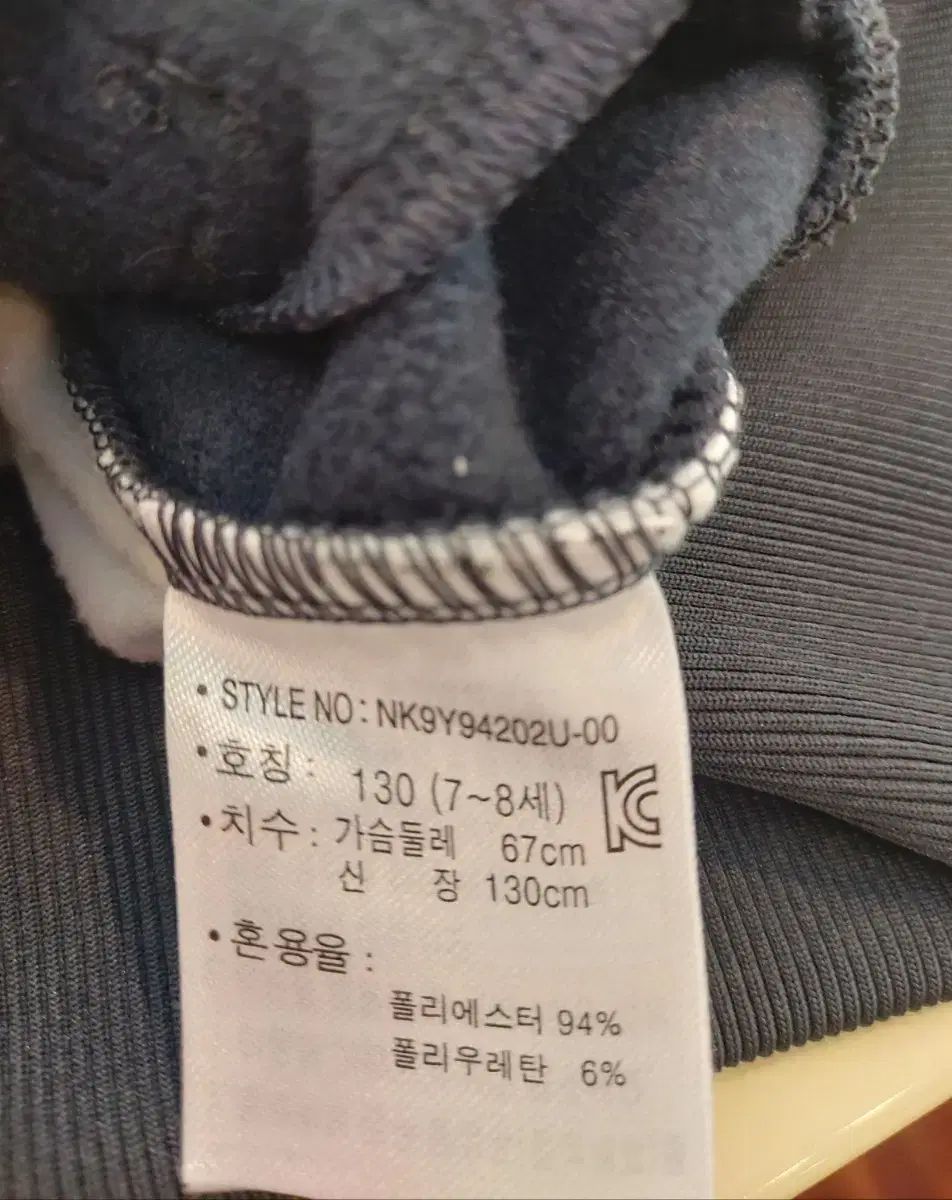 • STYLE NO : NK9Y94202U-00
• 호칭 : 130 (7~8세)
• 치수 : 가슴둘레 67cm
신 장 130cm
KC
• 혼용율 :
폴리에스터 94%
폴리우레탄 6%